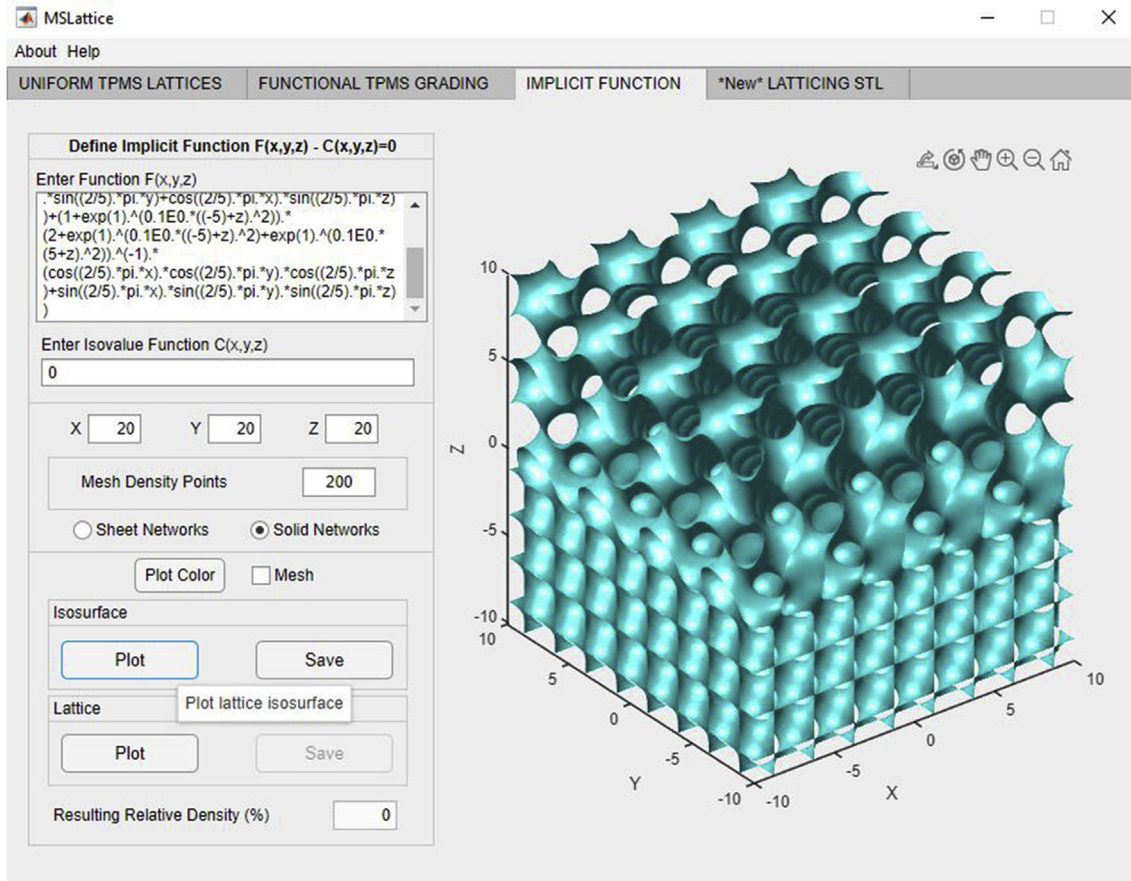 MSLattice
About Help
UNIFORM TPMS LATTICES
FUNCTIONAL TPMS GRADING
IMPLICIT FUNCTION
*New* LATTICING STL
Define Implicit Function F(x,y,z) - C(x,y,z)=0
Enter Function F(x,y,z)
.*sin((2/5).*pi.*y)+cos((2/5).*pi.*x).*sin((2/5).*pi.*z)
)+(1+exp(1).^(0.1E0.*((-5)+z).^2)).*
(2+exp(1).^(0.1E0.*((-5)+z).^2)+exp(1).^(0.1E0.*
(5+z).^2)).^(-1).*
(cos((2/5).*pi.*x).*cos((2/5).*pi.*y).*cos((2/5).*pi.*z
)+sin((2/5).*pi.*x).*sin((2/5).*pi.*y).*sin((2/5).*pi.*z)
)
Enter Isovalue Function C(x,y,z)
0
X 20 Y 20 Z 20
Mesh Density Points 200
Sheet Networks Solid Networks
Plot Color Mesh
Isosurface
Plot Save
Plot lattice isosurface
Lattice
Plot Save
Resulting Relative Density (%) 0
10
5
0
-5
-10
Z
10
5
0
-5
-10
Y
-10
-5
0
5
10
X